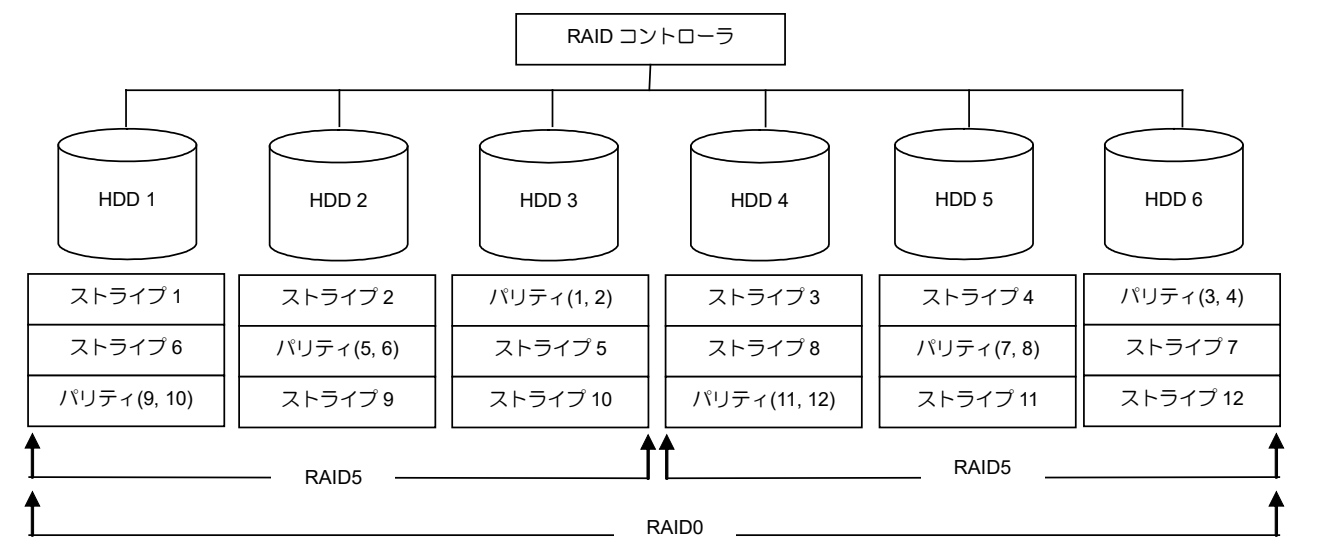 RAID コントローラ
HDD 1
HDD 2
HDD 3
HDD 4
HDD 5
HDD 6
ストライプ 1
ストライプ 2
パリティ(1, 2)
ストライプ 3
ストライプ 4
パリティ(3, 4)
ストライプ 6
パリティ(5, 6)
ストライプ 5
ストライプ 8
パリティ(7, 8)
ストライプ 7
パリティ(9, 10)
ストライプ 9
ストライプ 10
パリティ(11, 12)
ストライプ 11
ストライプ 12
RAID5
RAID5
RAID0